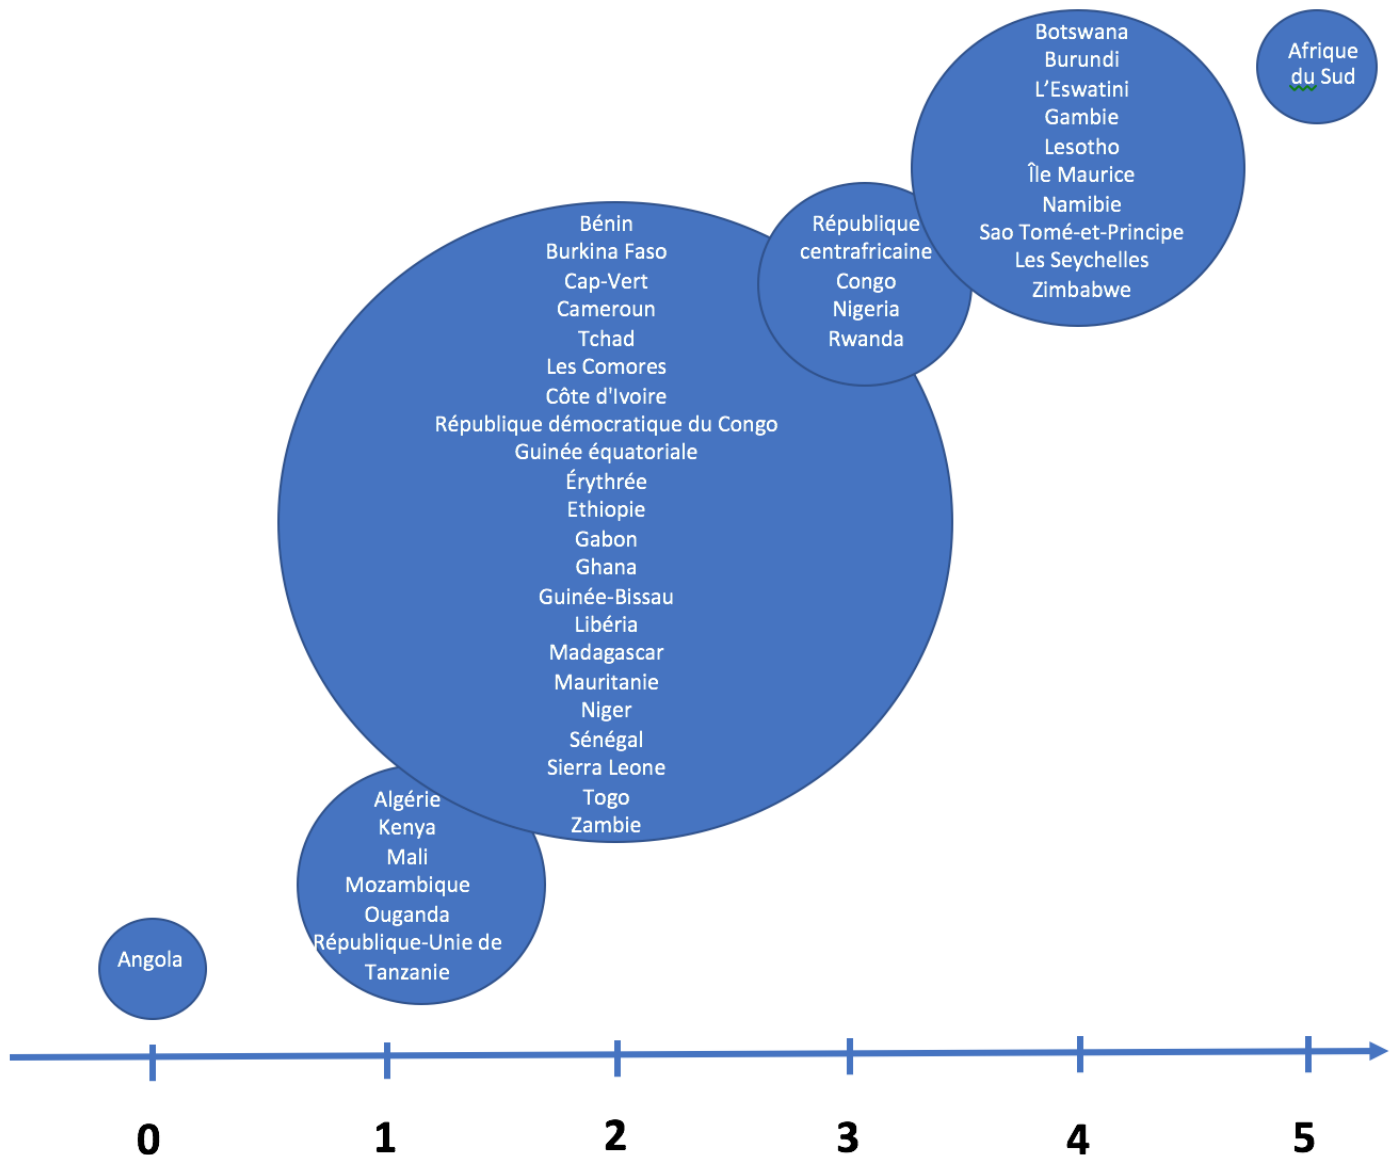 Botswana
Burundi
L’Eswatini
Gambie
Lesotho
Île Maurice
Namibie
Sao Tomé-et-Principe
Les Seychelles
Zimbabwe
Afrique
du Sud
Bénin
Burkina Faso
Cap-Vert
Cameroun
Tchad
Les Comores
Côte d'Ivoire
République démocratique du Congo
Guinée équatoriale
Érythrée
Ethiopie
Gabon
Ghana
Guinée-Bissau
Libéria
Madagascar
Mauritanie
Niger
Sénégal
Sierra Leone
Togo
Zambie
République
centrafricaine
Congo
Nigeria
Rwanda
Algérie
Kenya
Mali
Mozambique
Ouganda
République-Unie de
Tanzanie
Angola
0 1 2 3 4 5